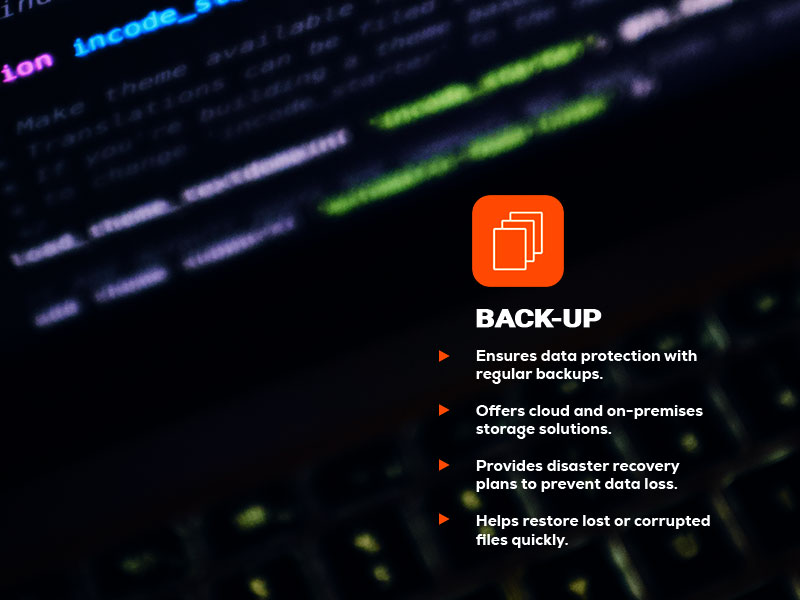 ion incode_st
Make theme available
Translations can be filed
If you're building a theme bas
to change 'incode_starter' to the
load_theme_textdomain( 'incode_starter',
BACK-UP
Ensures data protection with
regular backups.
Offers cloud and on-premises
storage solutions.
Provides disaster recovery
plans to prevent data loss.
Helps restore lost or corrupted
files quickly.